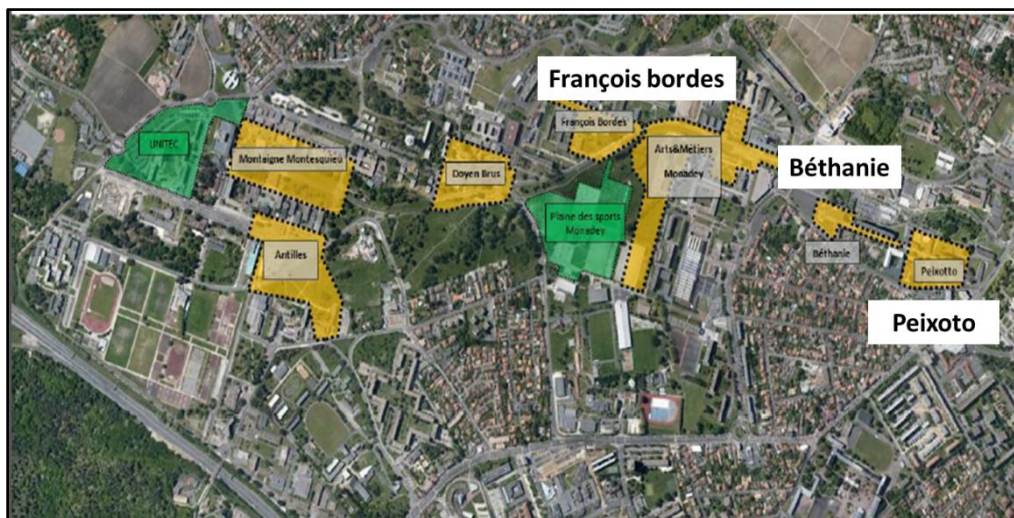 François bordes
François Bordes
UNITEC
Montaigne Montesquieu
Doyen Brus
Arts&Métiers
Monadey
Béthanie
Plaine des sports
Monadey
Antilles
Béthanie
Peixotto
Peixoto